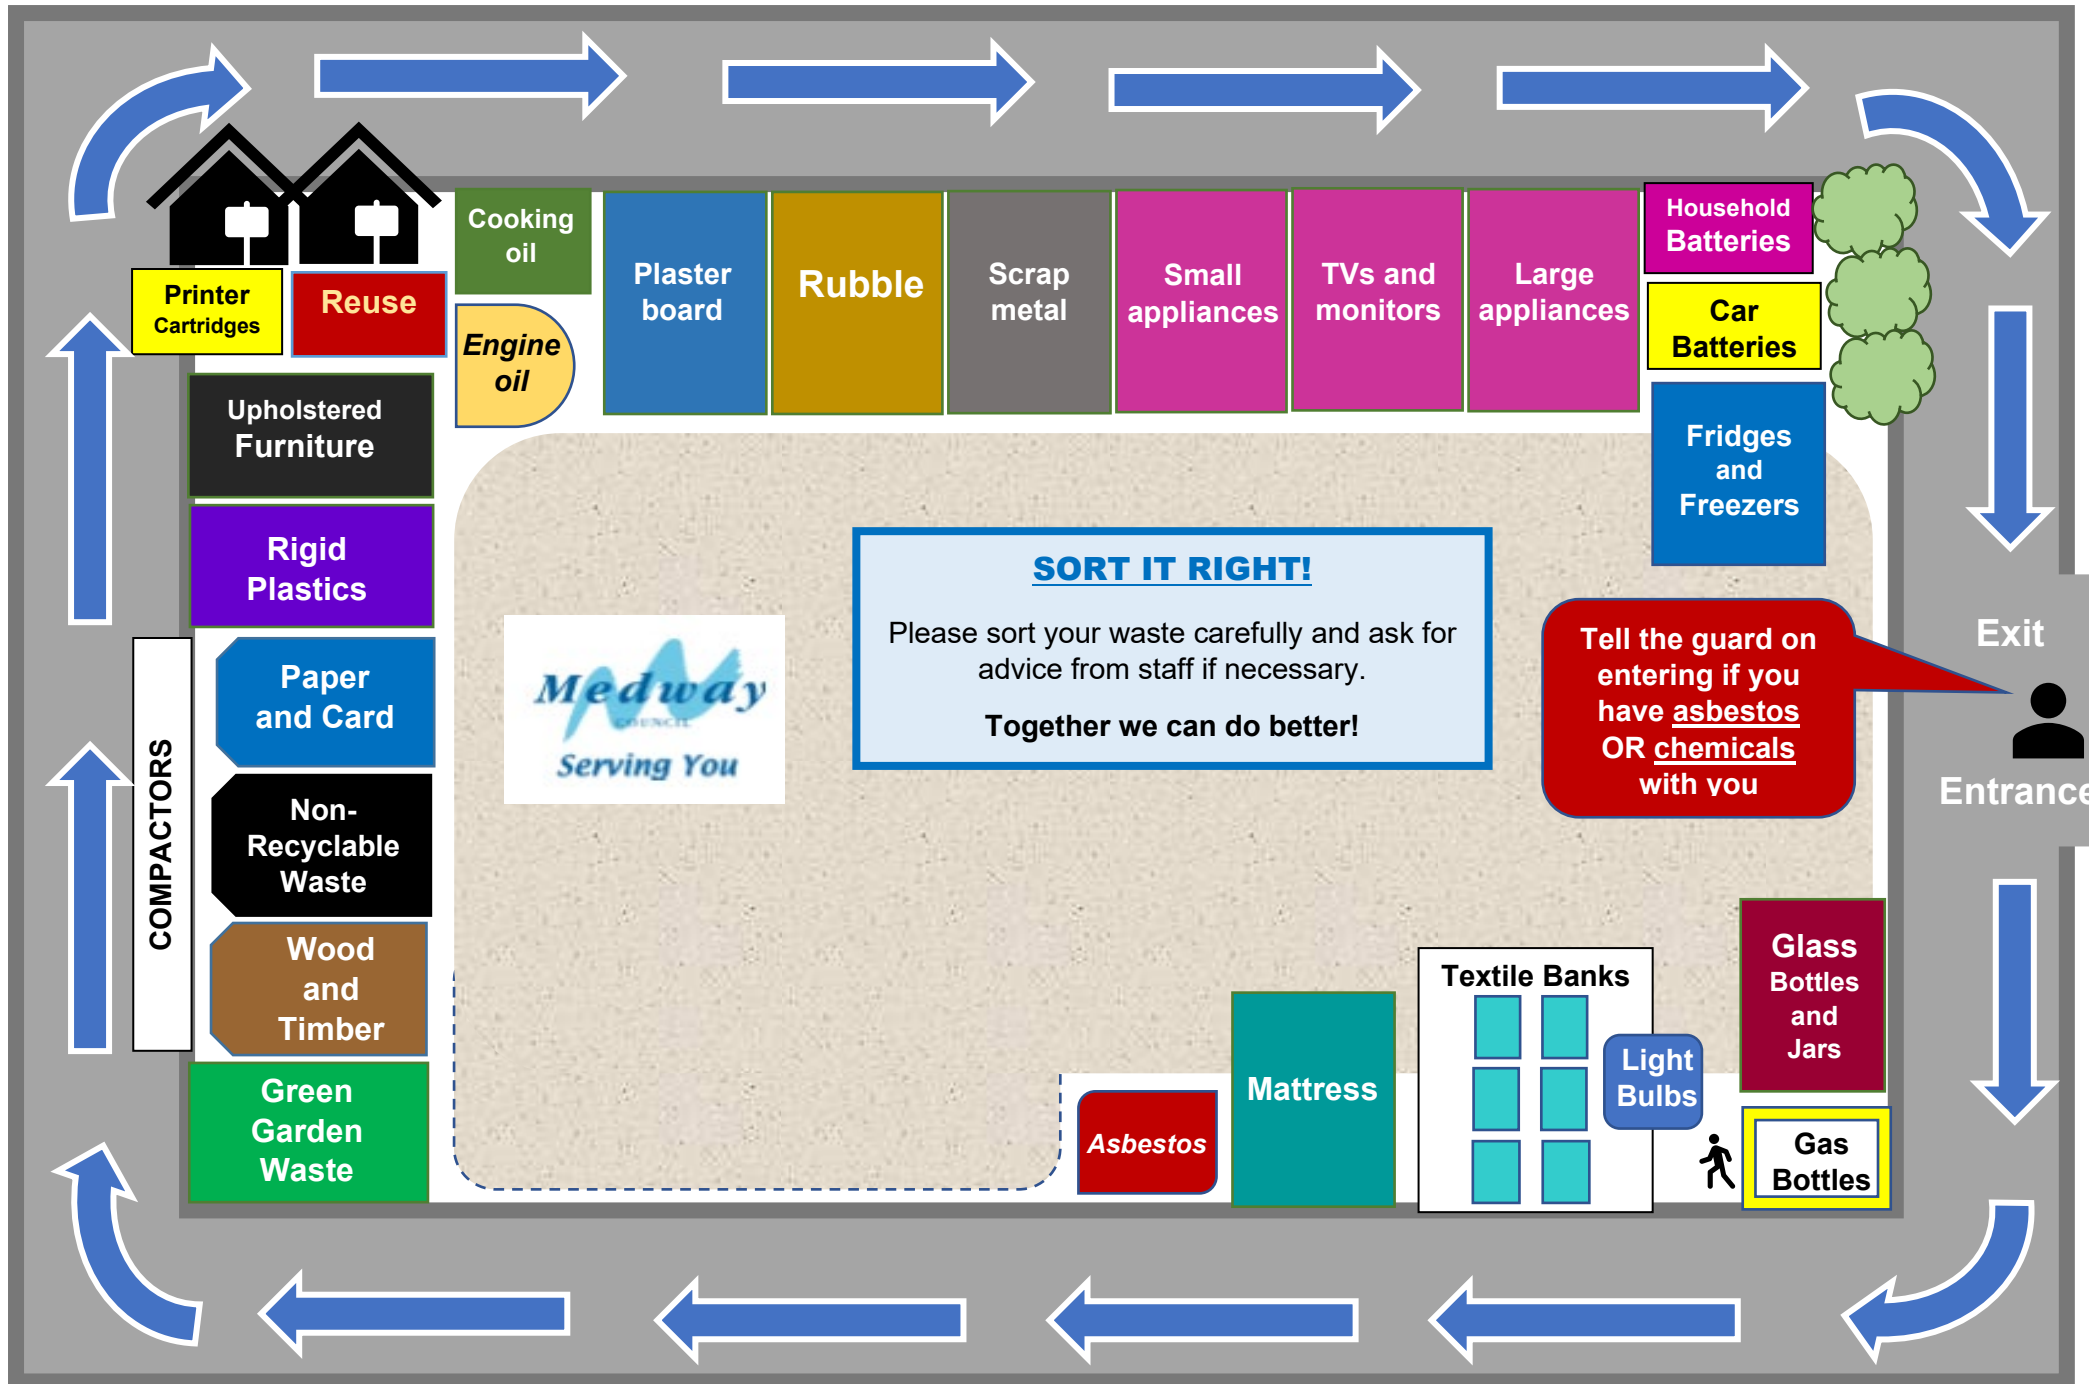 Cooking
oil
Plaster
board
Rubble
Scrap
metal
Small
appliances
TVs and
monitors
Large
appliances
Household
Batteries
Printer
Cartridges
Reuse
Engine
oil
Car
Batteries
Upholstered
Furniture
Fridges
and
Freezers
Rigid
Plastics
SORT IT RIGHT!
Please sort your waste carefully and ask for
advice from staff if necessary.
Together we can do better!
Medway
COUNCIL
Serving You
Tell the guard on
entering if you
have asbestos
OR chemicals
with you
Exit
Entrance
COMPACTORS
Paper
and Card
Non-
Recyclable
Waste
Wood
and
Timber
Green
Garden
Waste
Asbestos
Mattress
Textile Banks
Light
Bulbs
Glass
Bottles
and
Jars
Gas
Bottles